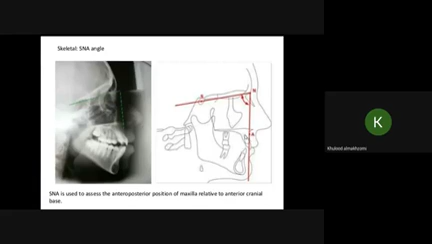 Skeletal: SNA angle
S
N
A
K
SNA is used to assess the anteroposterior position of maxilla relative to anterior cranial
base.
Khulood almakhzomi